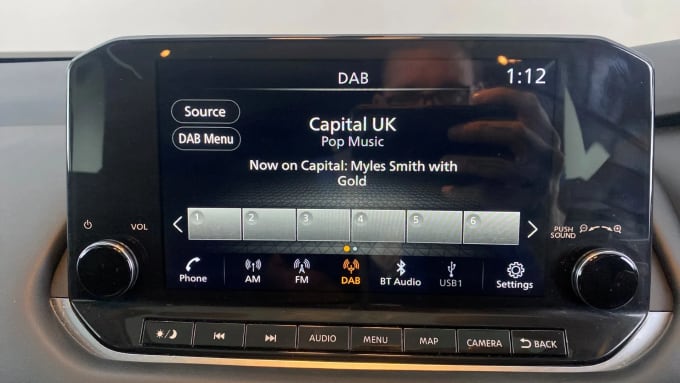 DAB
1:12
Source
DAB Menu
Capital UK
Pop Music
Now on Capital: Myles Smith with
Gold
1 2 3 4 5 6
VOL
PUSH
SOUND
Phone AM FM DAB BT Audio USB1 Settings
AUDIO MENU MAP CAMERA BACK